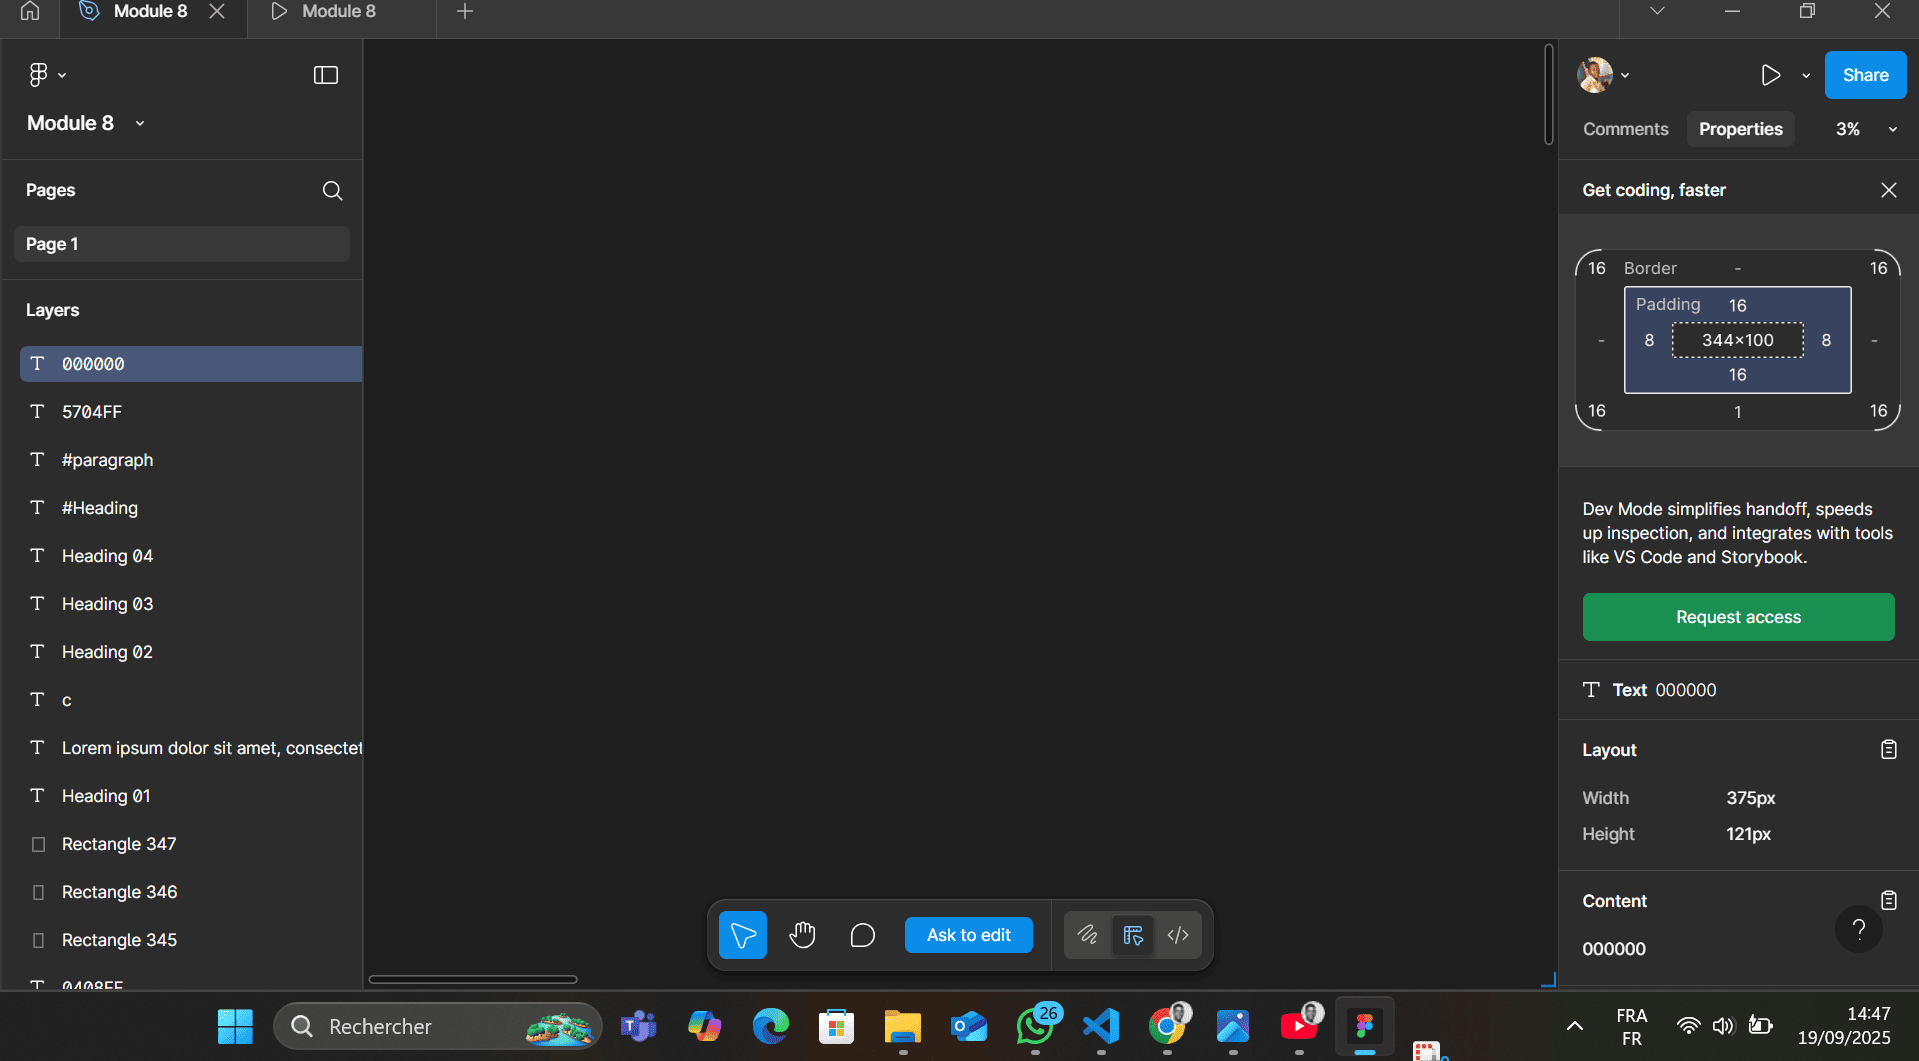 Module 8
Module 8
Module 8
Pages
Page 1
Layers
000000
5704FF
#paragraph
#Heading
Heading 04
Heading 03
Heading 02
c
Lorem ipsum dolor sit amet, consectet
Heading 01
Rectangle 347
Rectangle 346
Rectangle 345
0408FF
Ask to edit
Share
Comments Properties 3%
Get coding, faster
16 Border - 16
Padding 16
- 8 344×100 8 -
16
16 1 16
Dev Mode simplifies handoff, speeds
up inspection, and integrates with tools
like VS Code and Storybook.
Request access
Text 000000
Layout
Width 375px
Height 121px
Content
?
000000
Rechercher
26
FRA
FR
14:47
19/09/2025